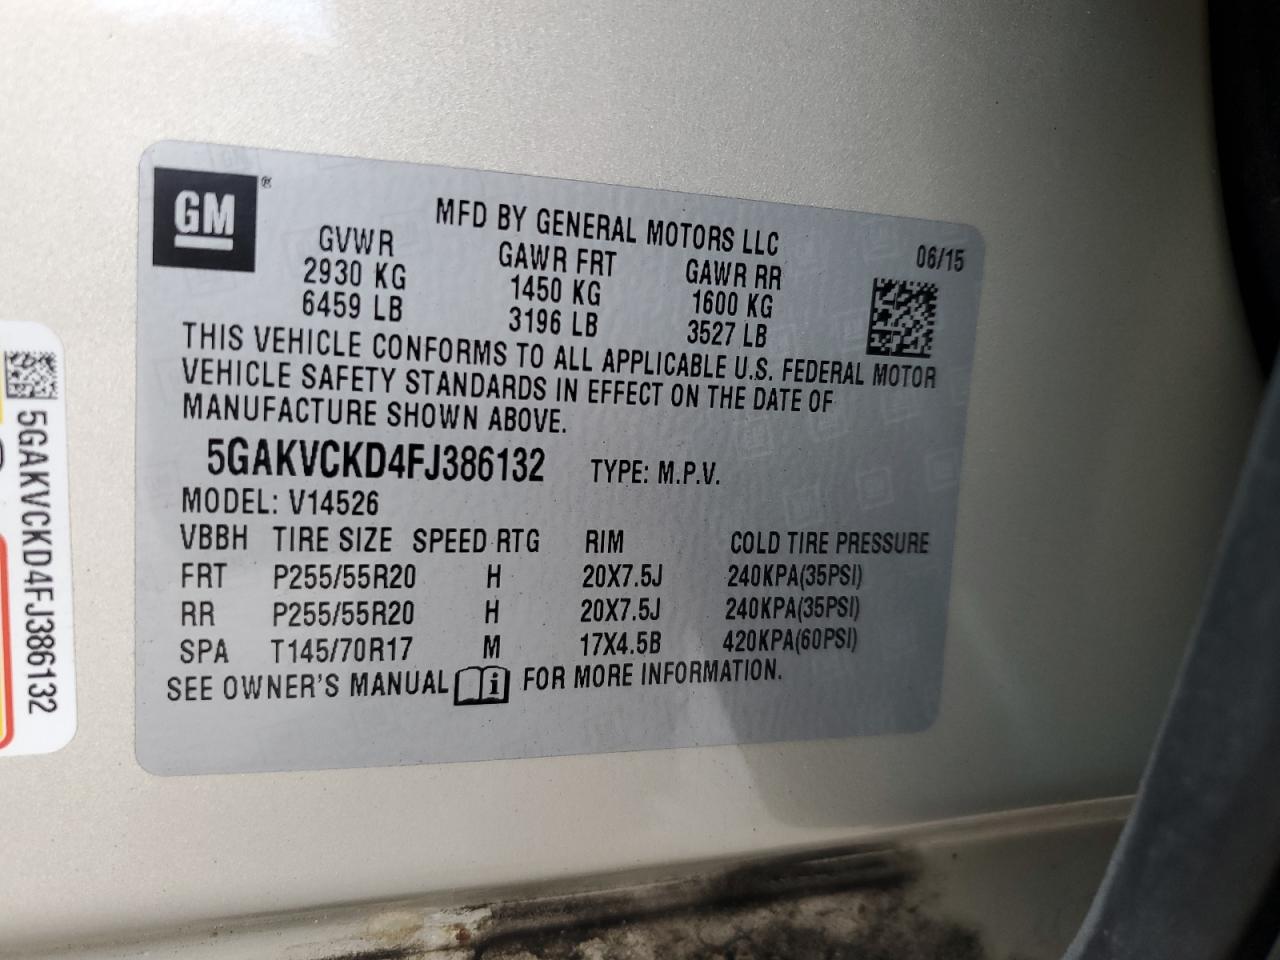 GM®
MFD BY GENERAL MOTORS LLC
06/15
GVWR GAWR FRT GAWR RR
2930 KG 1450 KG 1600 KG
6459 LB 3196 LB 3527 LB
THIS VEHICLE CONFORMS TO ALL APPLICABLE U.S. FEDERAL MOTOR
VEHICLE SAFETY STANDARDS IN EFFECT ON THE DATE OF
MANUFACTURE SHOWN ABOVE.
5GAKVCKD4FJ386132 TYPE: M.P.V.
MODEL: V14526
VBBH TIRE SIZE SPEED RTG RIM COLD TIRE PRESSURE
FRT P255/55R20 H 20X7.5J 240KPA(35PSI)
RR P255/55R20 H 20X7.5J 240KPA(35PSI)
SPA T145/70R17 M 17X4.5B 420KPA(60PSI)
SEE OWNER'S MANUAL i FOR MORE INFORMATION.
5GAKVCKD4FJ386132